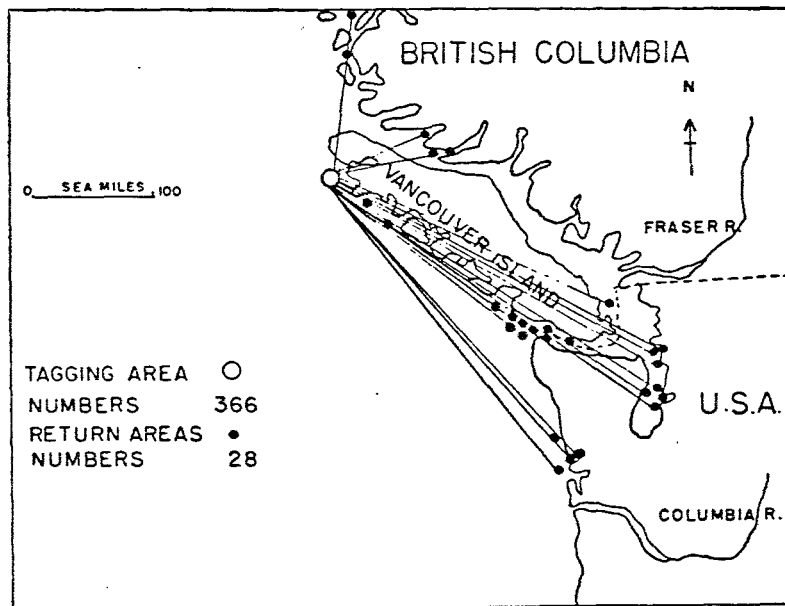 BRITISH COLUMBIA
N
0 SEA MILES 100
VANCOUVER ISLAND
FRASER R.
TAGGING AREA
NUMBERS 366
RETURN AREAS
NUMBERS 28
U.S.A.
COLUMBIA R.